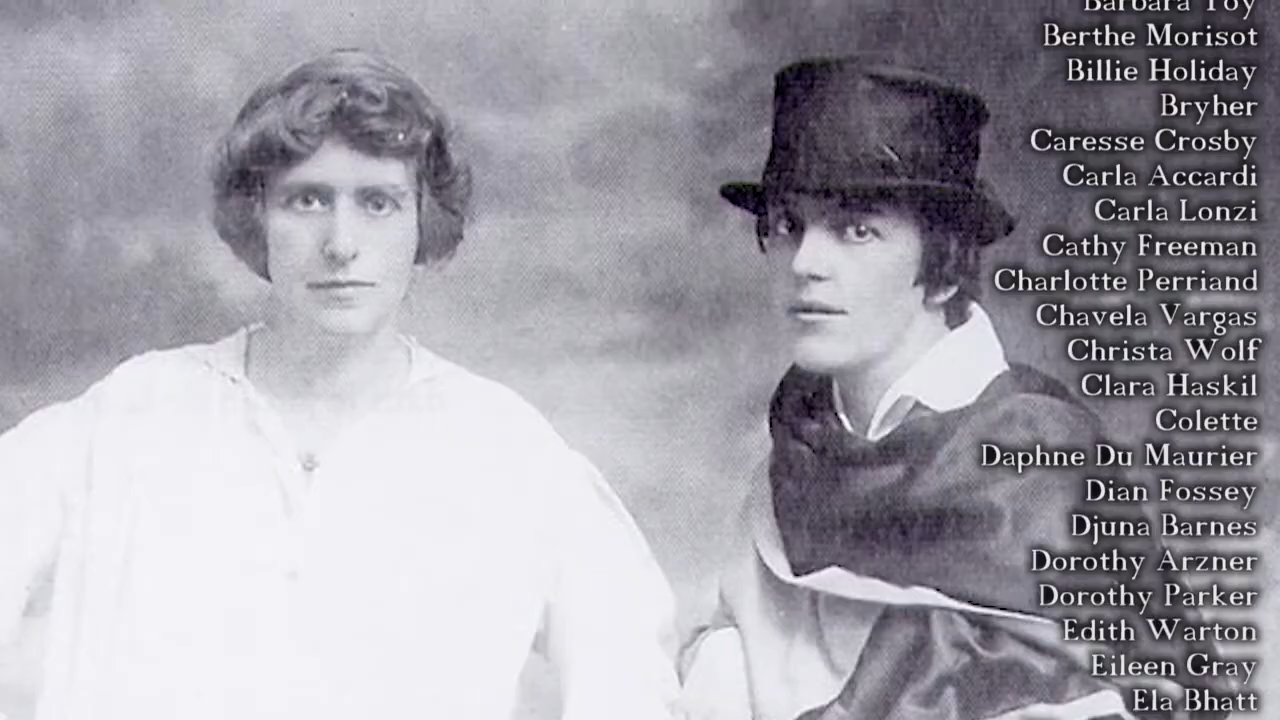 Barbara Toy
Berthe Morisot
Billie Holiday
Bryher
Caresse Crosby
Carla Accardi
Carla Lonzi
Cathy Freeman
Charlotte Perriand
Chavela Vargas
Christa Wolf
Clara Haskil
Colette
Daphne Du Maurier
Dian Fossey
Djuna Barnes
Dorothy Arzner
Dorothy Parker
Edith Warton
Eileen Gray
Ela Bhatt